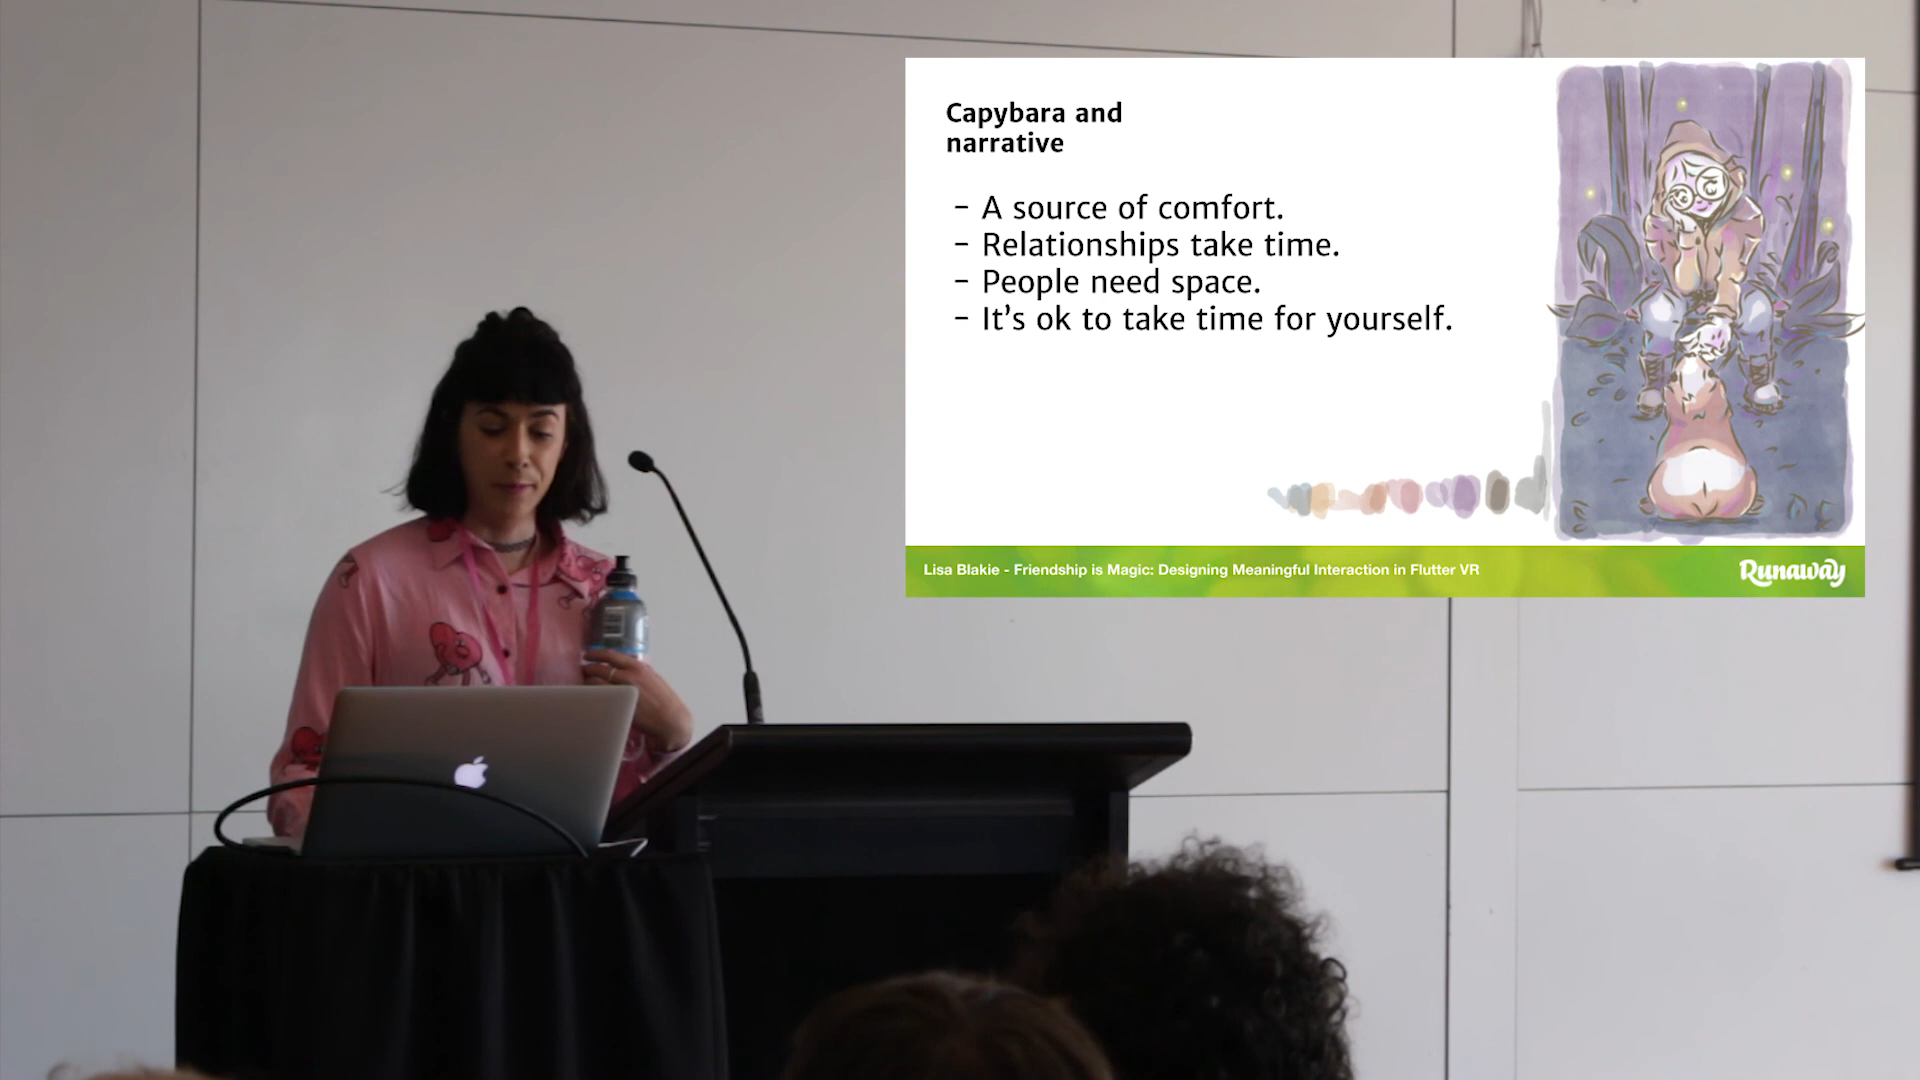 Capybara and
narrative
- A source of comfort.
- Relationships take time.
- People need space.
- It's ok to take time for yourself.
Lisa Blakie - Friendship is Magic: Designing Meaningful Interaction in Flutter VR
Runaway